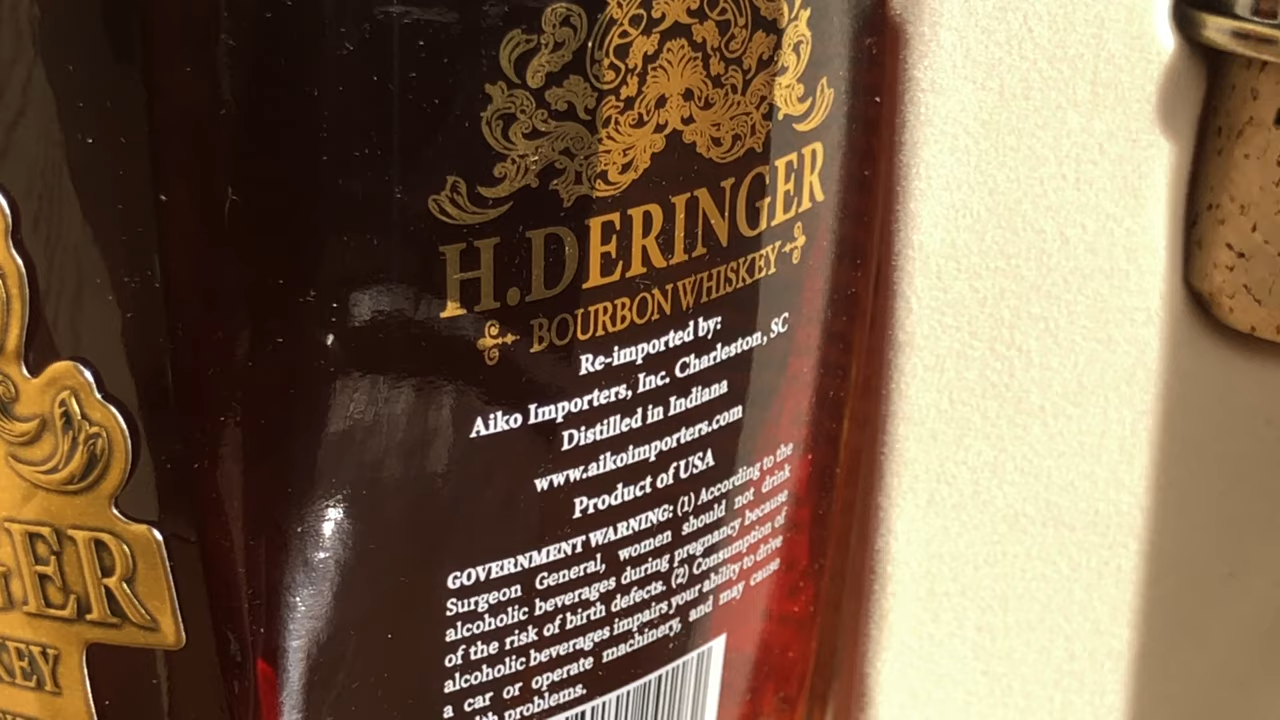 H.DERINGER
BOURBON WHISKEY
Re-imported by:
Aiko Importers, Inc. Charleston, SC
Distilled in Indiana
www.aikoimporters.com
Product of USA
GOVERNMENT WARNING: (1) According to the
Surgeon General, women should not drink
alcoholic beverages during pregnancy because
of the risk of birth defects. (2) Consumption of
alcoholic beverages impairs your ability to drive
a car or operate machinery, and may cause
problems.
GER
KEY